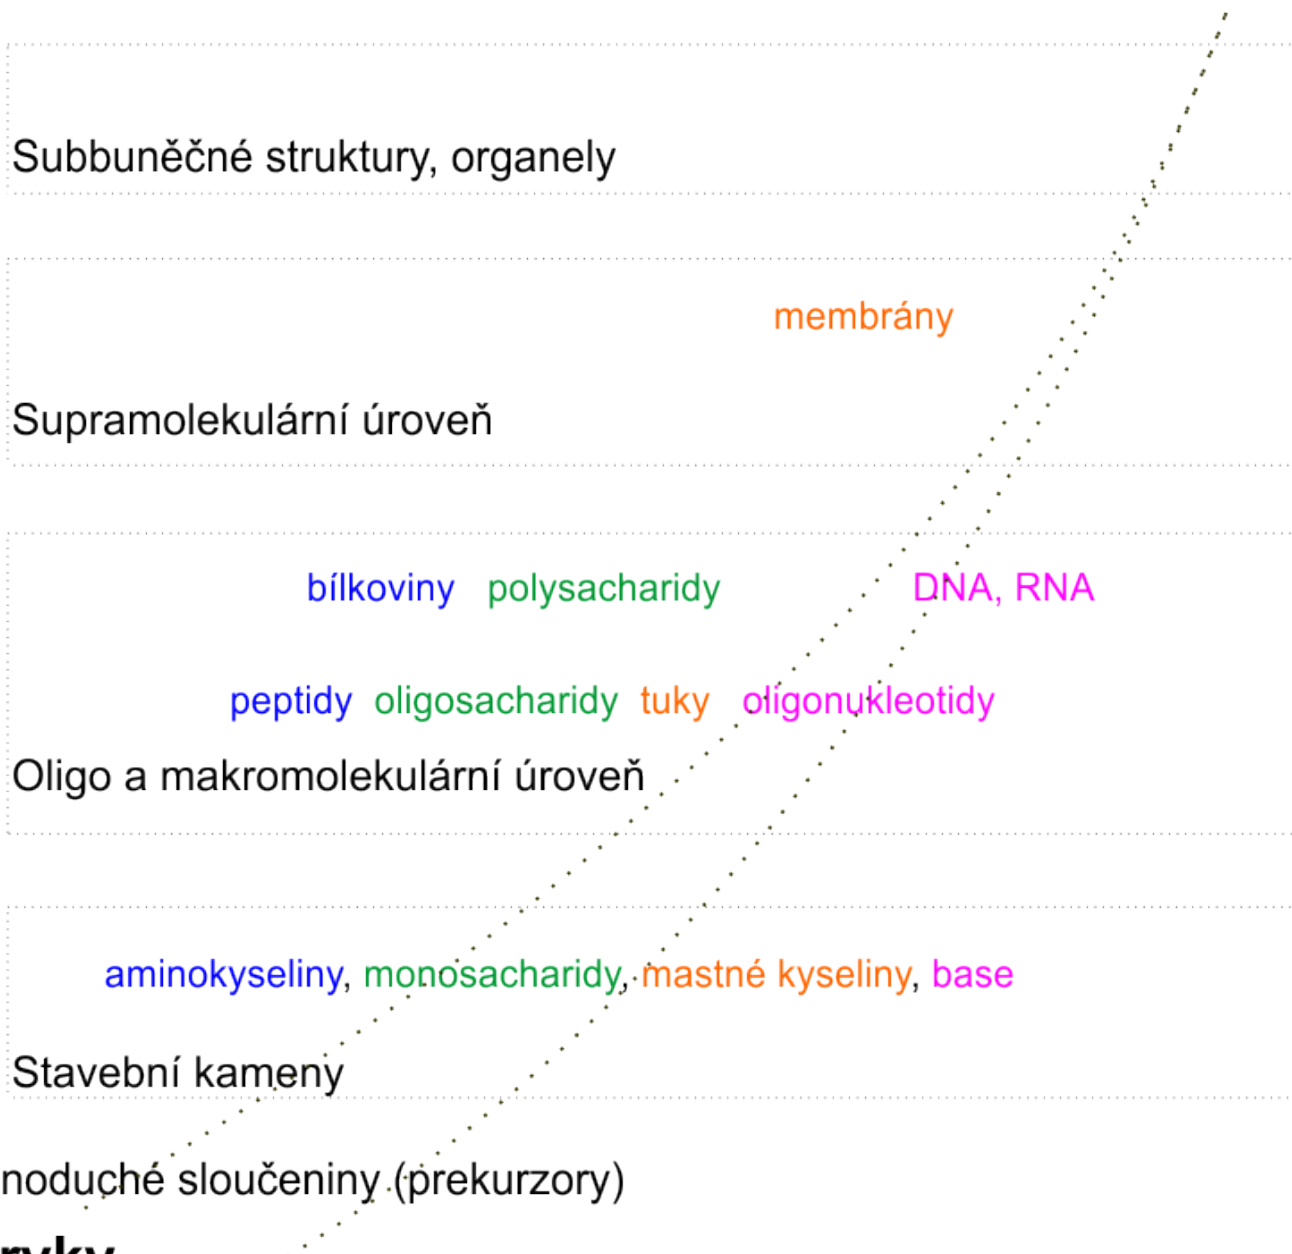 Subbuněčné struktury, organely
membrány
Supramolekulární úroveň
bílkoviny polysacharidy DNA, RNA
peptidy oligosacharidy tuky oligonukleotidy
Oligo a makromolekulární úroveň
aminokyseliny, monosacharidy, mastné kyseliny, base
Stavební kameny
noduché sloučeniny (prekurzory)